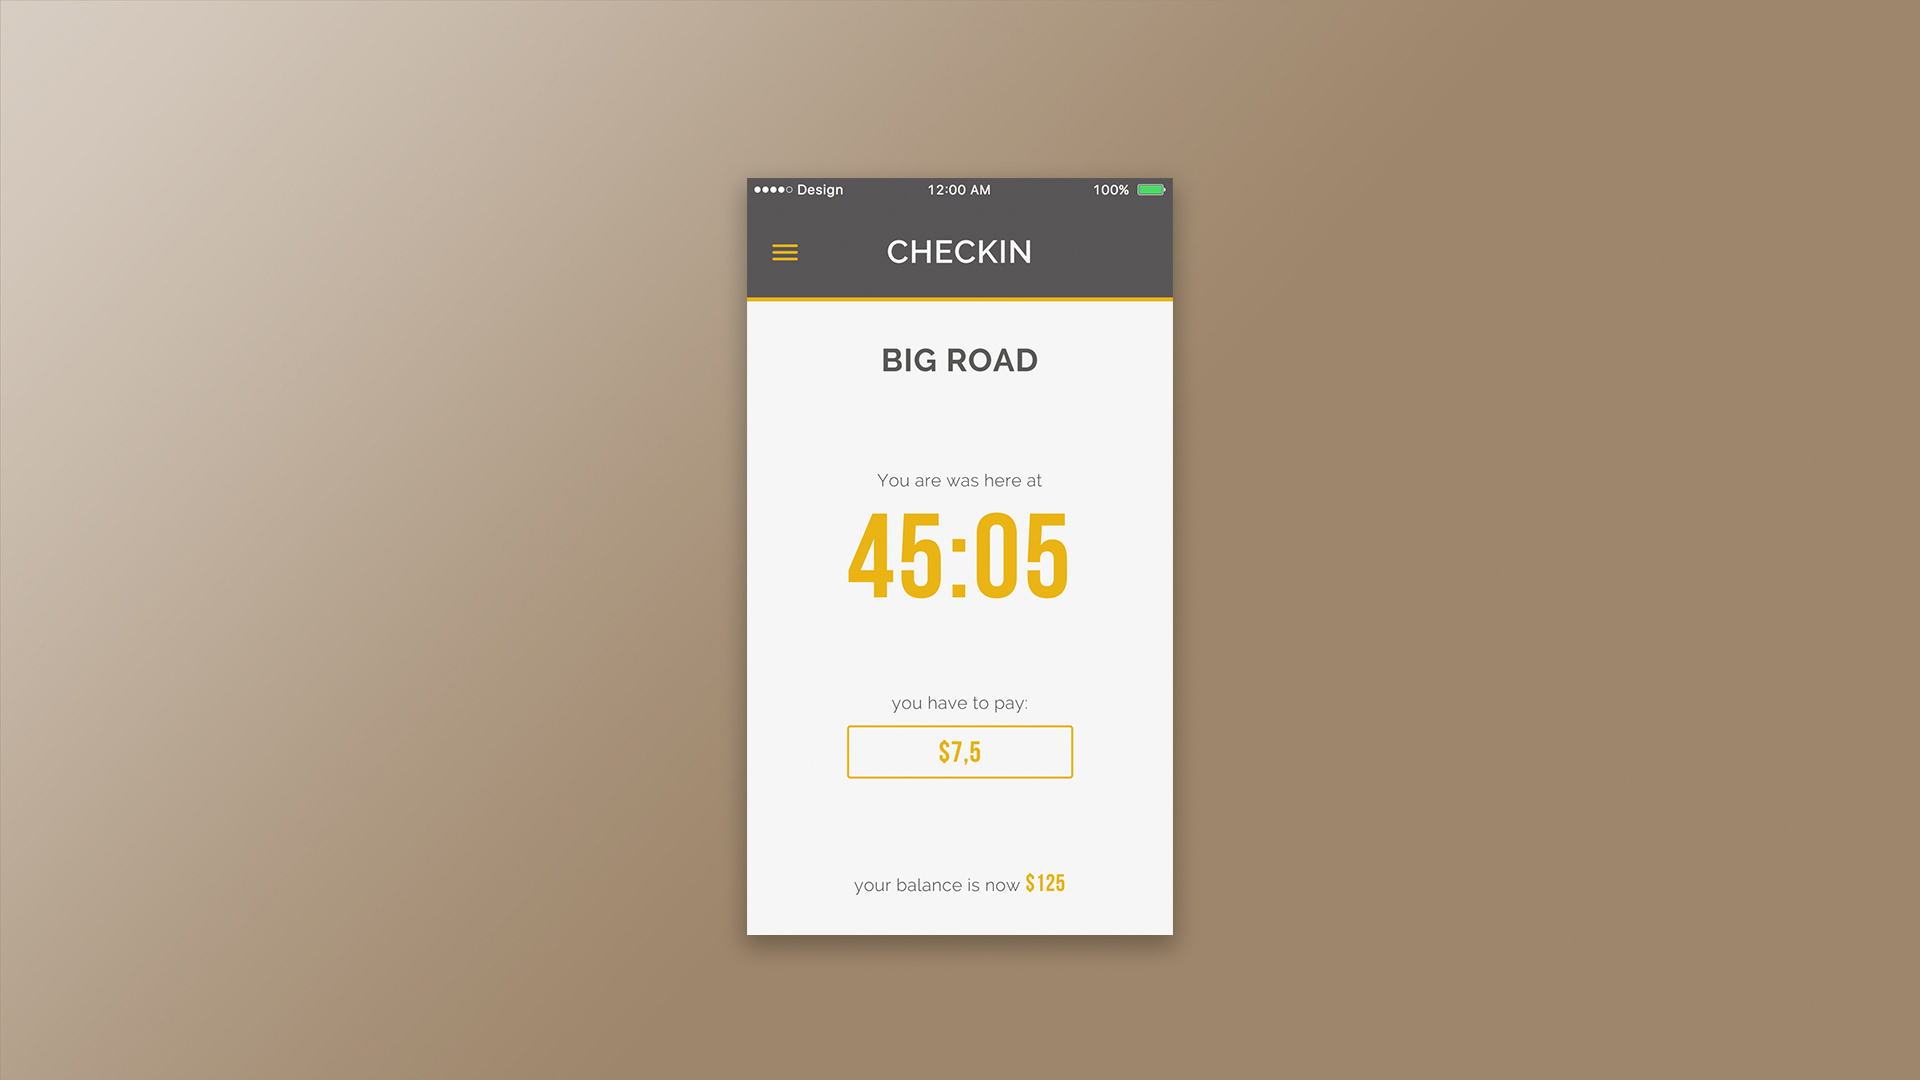 Design 12:00 AM 100%
CHECKIN
BIG ROAD
You are was here at
45:05
you have to pay:
$7,5
your balance is now $125